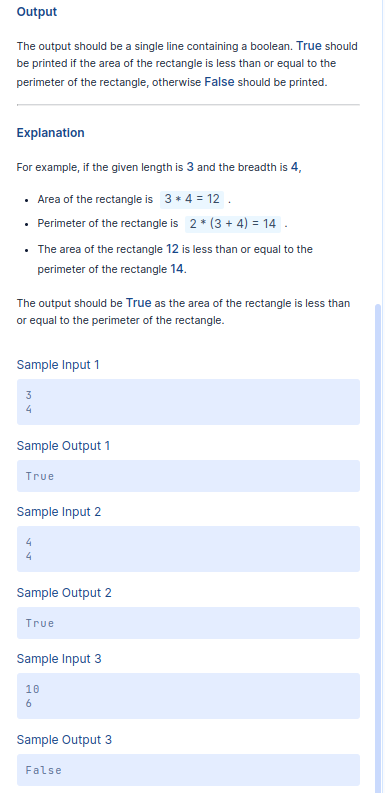 Output
The output should be a single line containing a boolean. True should
be printed if the area of the rectangle is less than or equal to the
perimeter of the rectangle, otherwise False should be printed.
Explanation
For example, if the given length is 3 and the breadth is 4,
• Area of the rectangle is 3 * 4 = 12 .
• Perimeter of the rectangle is 2 * (3 + 4) = 14 .
• The area of the rectangle 12 is less than or equal to the
perimeter of the rectangle 14.
The output should be True as the area of the rectangle is less than
or equal to the perimeter of the rectangle.
Sample Input 1
3
4
Sample Output 1
True
Sample Input 2
4
4
Sample Output 2
True
Sample Input 3
10
6
Sample Output 3
False